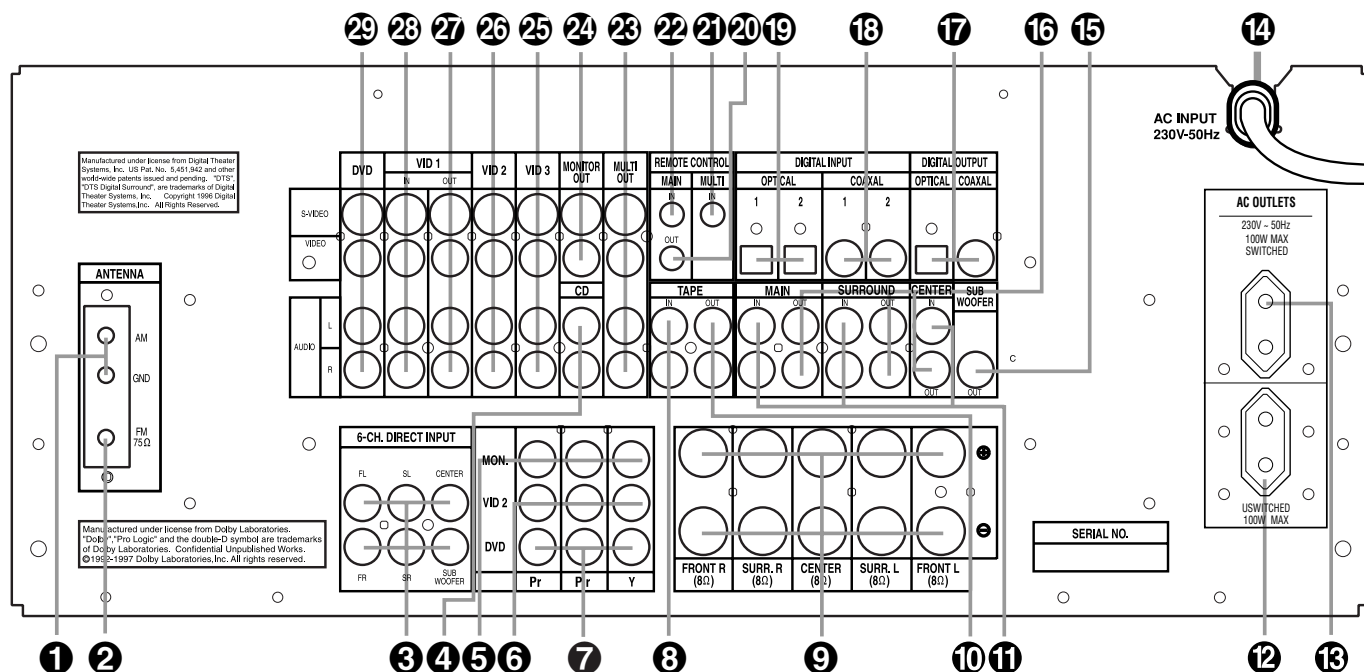 29 28 27 26 25 24 23 22 21 20 19 18 17 16 15 14
AC INPUT
230V-50Hz
Manufactured under license from Digital Theater
Systems, Inc. US Pat. No. 5,451,942 and other
world-wide patents issued and pending. "DTS",
"DTS Digital Surround", are trademarks of Digital
Theater Systems, Inc. Copyright 1996 Digital
Theater Systems,Inc. All Rights Reserved.
DVD VID 1 VID 2 VID 3 MONITOR OUT MULTI OUT
IN OUT
REMOTE CONTROL DIGITAL INPUT DIGITAL OUTPUT
MAIN MULTI OPTICAL COAXAL OPTICAL COAXAL
IN IN 1 2 1 2
OUT
S-VIDEO
VIDEO
AC OUTLETS
230V ~ 50Hz
100W MAX
SWITCHED
ANTENNA
AM
GND
FM
75Ω
CD TAPE MAIN SURROUND CENTER SUB WOOFER
IN OUT IN OUT IN OUT IN
AUDIO L
R
C
OUT OUT
6-CH. DIRECT INPUT
FL SL CENTER
FR SR SUB WOOFER
MON.
VID 2
DVD
Pr Pr Y
⊕
⊖
FRONT R (8Ω) SURR. R (8Ω) CENTER (8Ω) SURR. L (8Ω) FRONT L (8Ω)
USWITCHED
100W MAX
SERIAL NO.
Manufactured under license from Dolby Laboratories.
"Dolby","Pro Logic" and the double-D symbol are trademarks
of Dolby Laboratories. Confidential Unpublished Works.
©1992-1997 Dolby Laboratories,Inc. All rights reserved.
1 2 3 4 5 6 7 8 9 10 11 12 13